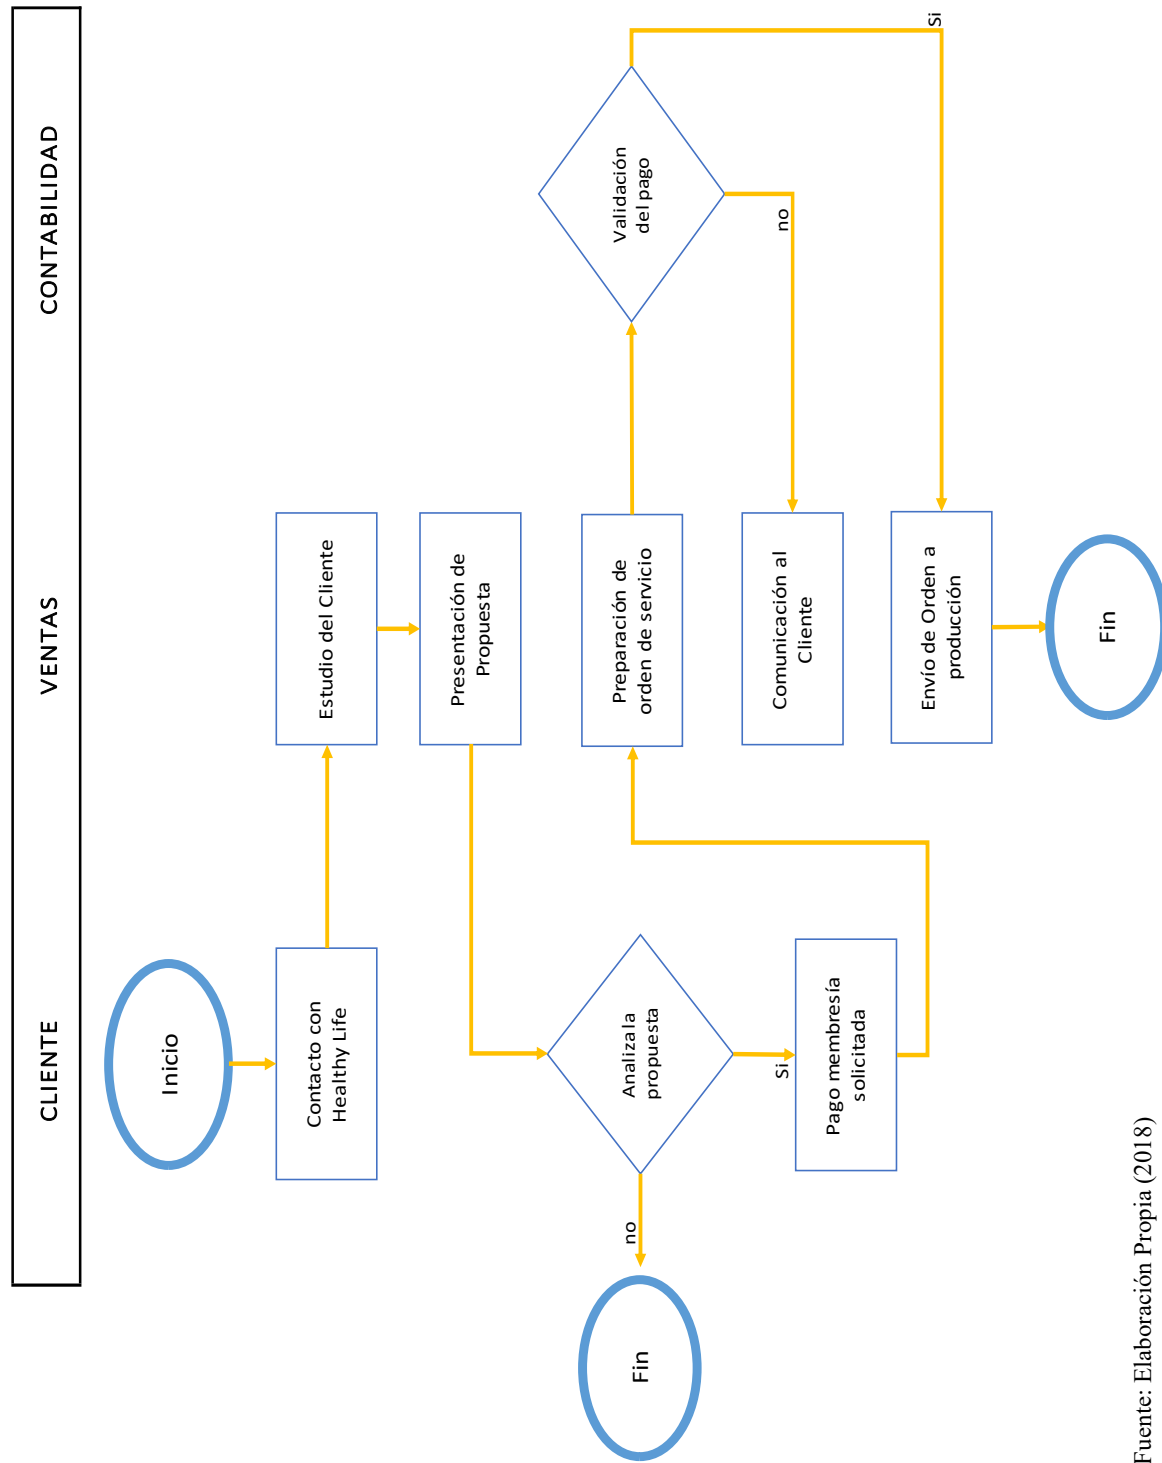 CLIENTE
VENTAS
CONTABILIDAD
Inicio
Contacto con
Healthy Life
Estudio del Cliente
Presentación de
Propuesta
Analiza la
propuesta
no
Fin
Si
Pago membresía
solicitada
Preparación de
orden de servicio
Validación
del pago
no
Comunicación al
Cliente
Si
Envío de Orden a
producción
Fin
Fuente: Elaboración Propia (2018)